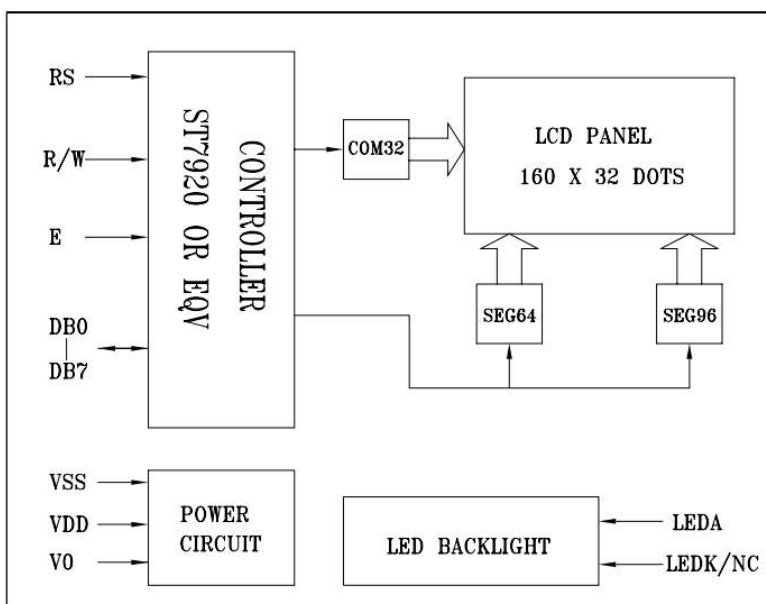 RS
R/W
E
DB0
DB7
CONTROLLER
ST7920 OR EQV
COM32
LCD PANEL
160 X 32 DOTS
SEG64
SEG96
VSS
VDD
V0
POWER
CIRCUIT
LED BACKLIGHT
LEDA
LEDK/NC